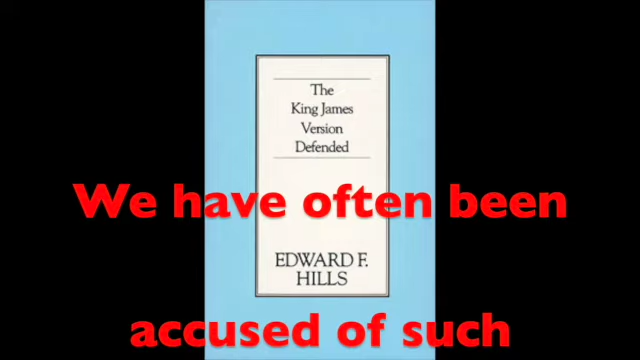 The
King James
Version
Defended
We have often been
EDWARD F.
HILLS
accused of such